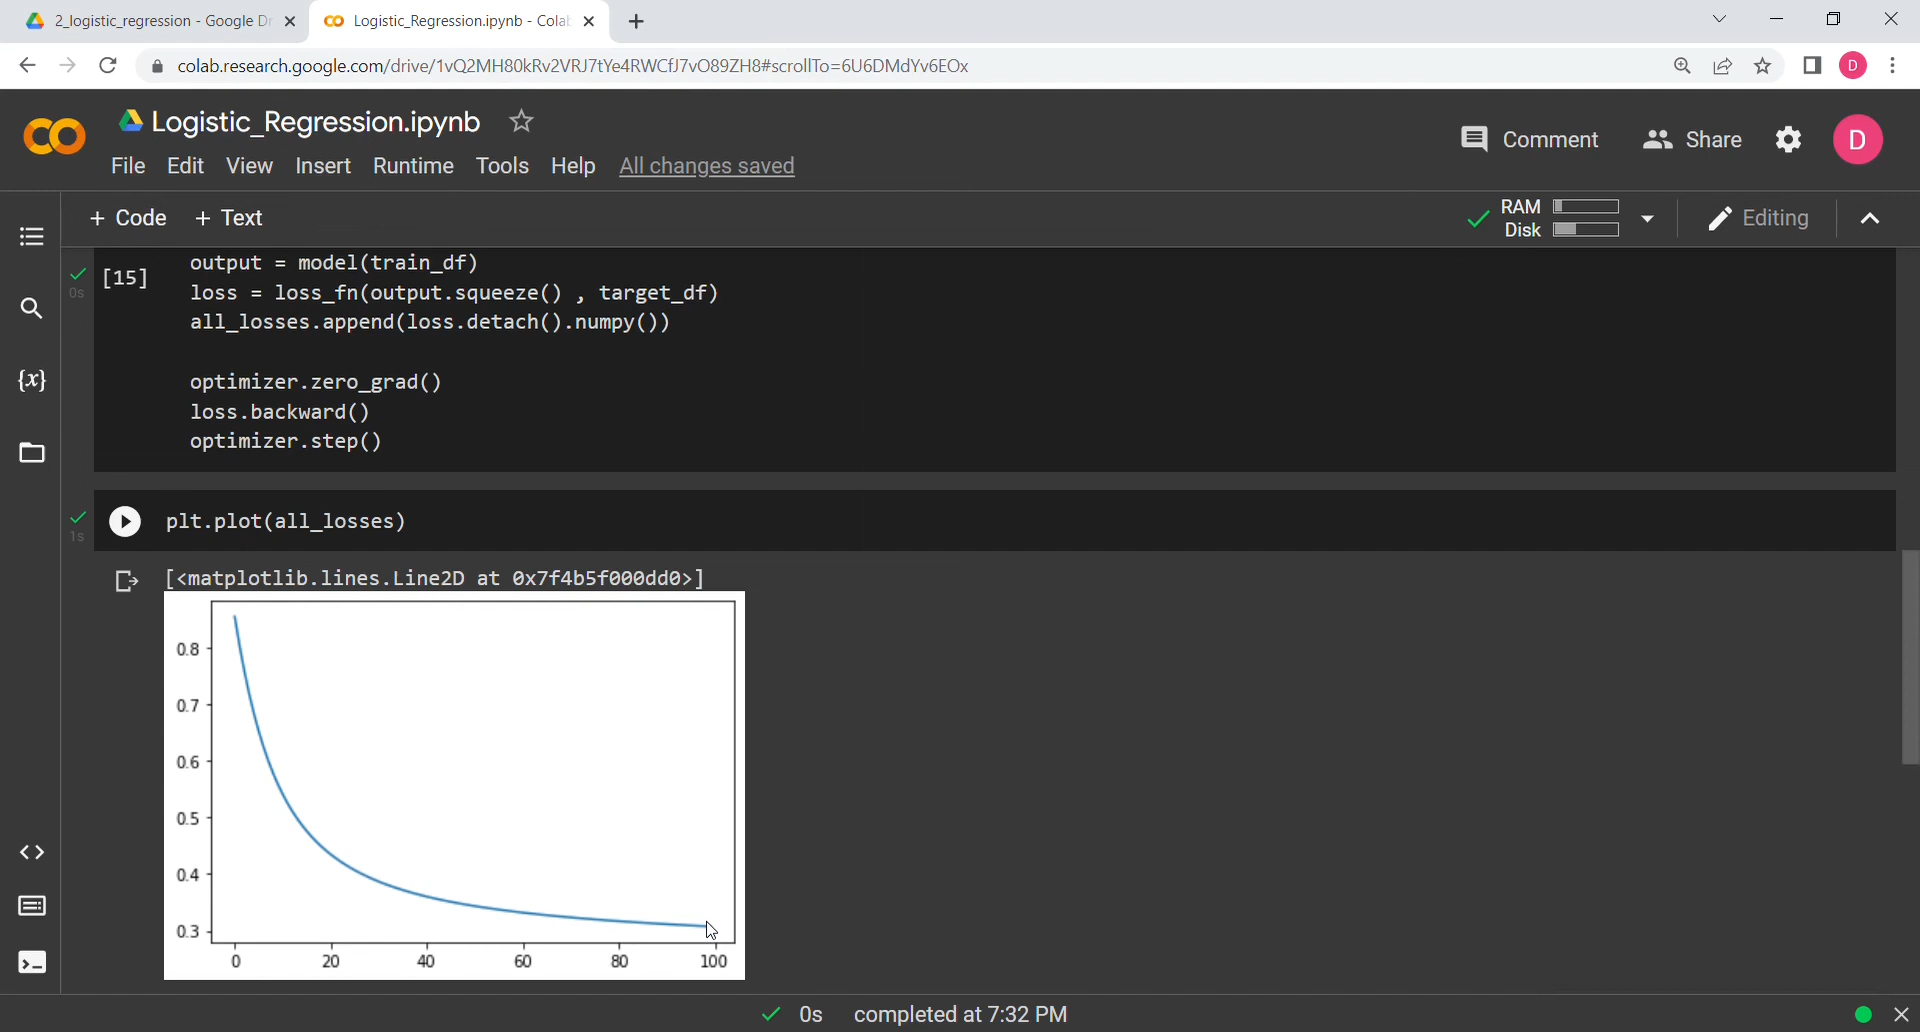 2_logistic_regression - Google Dr
Logistic_Regression.ipynb - Colab
colab.research.google.com/drive/1vQ2MH80kRv2VRJ7tYe4RWCfJ7vO89ZH8#scrollTo=6U6DMdYv6EOx
D
CO
Logistic_Regression.ipynb
Comment
Share
D
File Edit View Insert Runtime Tools Help All changes saved
+ Code + Text
RAM
Disk
Editing
output = model(train_df)
[15]
0s
loss = loss_fn(output.squeeze() , target_df)
all_losses.append(loss.detach().numpy())
optimizer.zero_grad()
{x}
loss.backward()
optimizer.step()
plt.plot(all_losses)
1s
[<matplotlib.lines.Line2D at 0x7f4b5f000dd0>]
0.8
0.7
0.6
0.5
0.4
0.3
0 20 40 60 80 100
0s completed at 7:32 PM